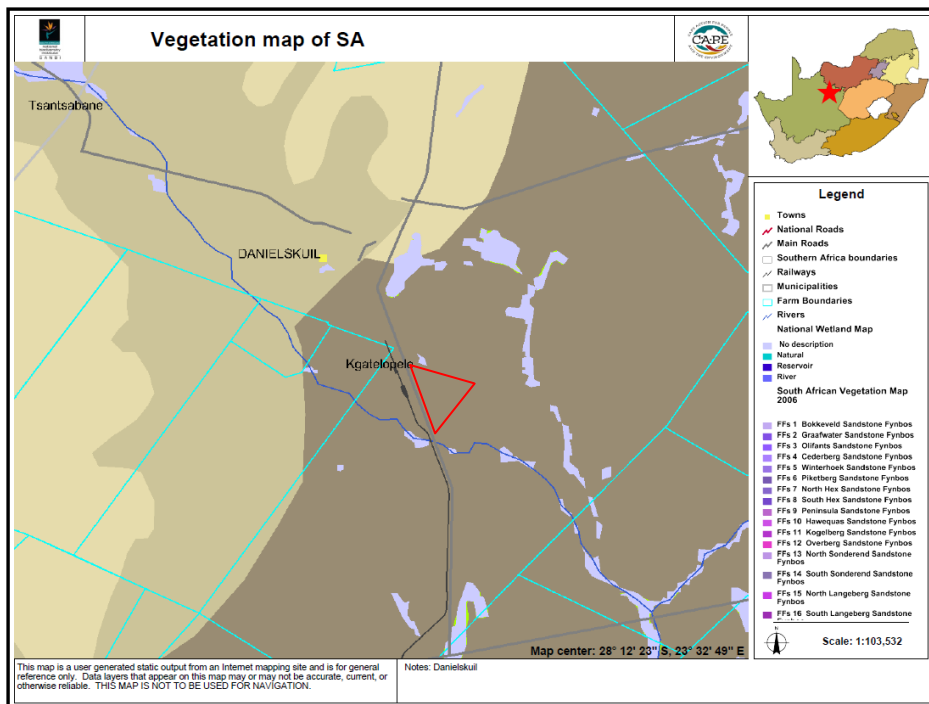 Vegetation map of SA
SANBI
CAPE
Tsantsabane
DANIELSKUIL
Kgatelopele
Map center: 28° 12' 23" S, 23° 32' 49" E
Legend
Towns
National Roads
Main Roads
Southern Africa boundaries
Railways
Municipalities
Farm Boundaries
Rivers
National Wetland Map
No description
Natural
Reservoir
River
South African Vegetation Map
2006
FFs 1 Bokkeveld Sandstone Fynbos
FFs 2 Graafwater Sandstone Fynbos
FFs 3 Olifants Sandstone Fynbos
FFs 4 Cederberg Sandstone Fynbos
FFs 5 Winterhoek Sandstone Fynbos
FFs 6 Piketberg Sandstone Fynbos
FFs 7 North Hex Sandstone Fynbos
FFs 8 South Hex Sandstone Fynbos
FFs 9 Peninsula Sandstone Fynbos
FFs 10 Hawequas Sandstone Fynbos
FFs 11 Kogelberg Sandstone Fynbos
FFs 12 Overberg Sandstone Fynbos
FFs 13 North Sonderend Sandstone
Fynbos
FFs 14 South Sonderend Sandstone
Fynbos
FFs 15 North Langeberg Sandstone
Fynbos
FFs 16 South Langeberg Sandstone
N
Scale: 1:103,532
This map is a user generated static output from an Internet mapping site and is for general
reference only. Data layers that appear on this map may or may not be accurate, current, or
otherwise reliable. THIS MAP IS NOT TO BE USED FOR NAVIGATION.
Notes: Danielskuil